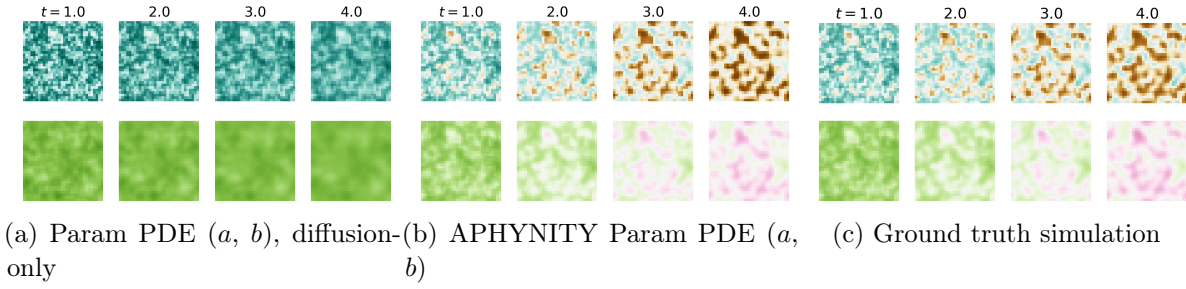 t = 1.0 2.0 3.0 4.0 1.0 2.0 3.0 4.0 t = 1.0 2.0 3.0 4.0
(a) Param PDE (a, b), diffusion-only
(b) APHYNITY Param PDE (a, b)
(c) Ground truth simulation